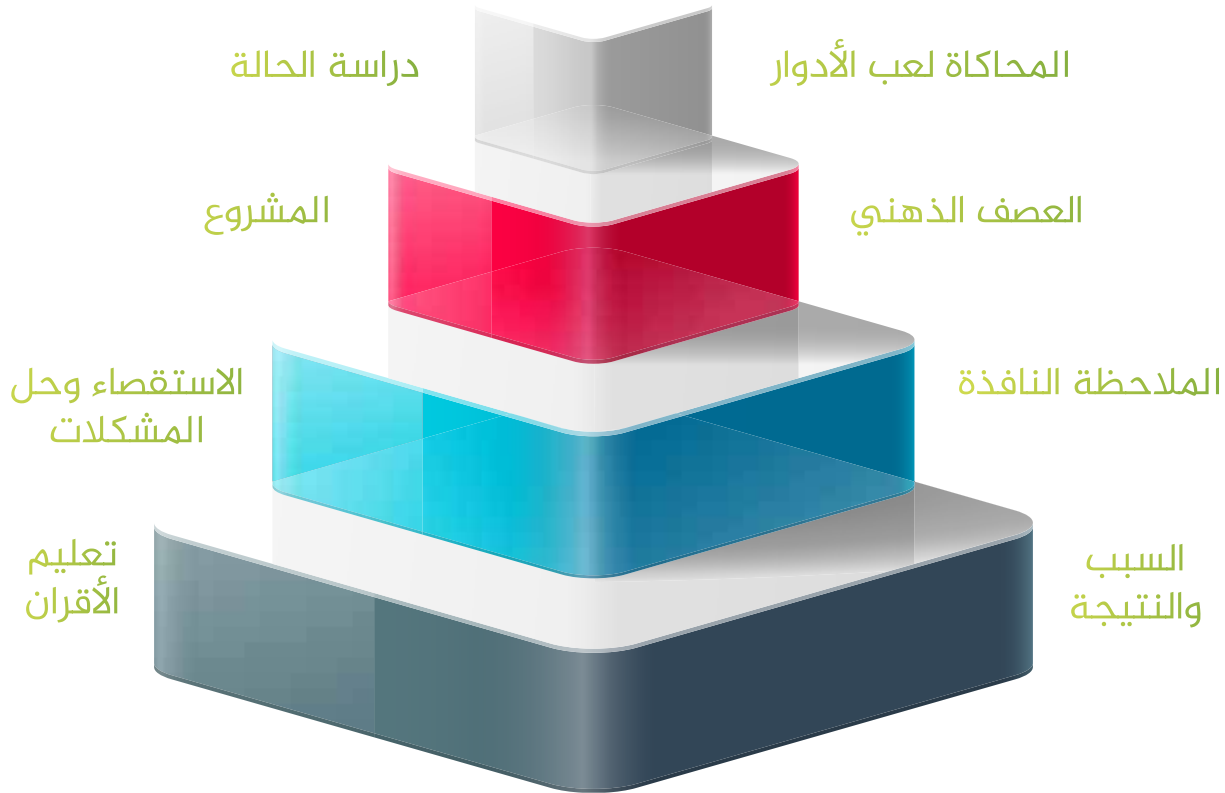 المحاكاة لعب الأدوار
دراسة الحالة
العصف الذهني
المشروع
الملاحظة النافذة
الاستقصاء وحل
المشكلات
السبب
والنتيجة
تعليم
الأقران